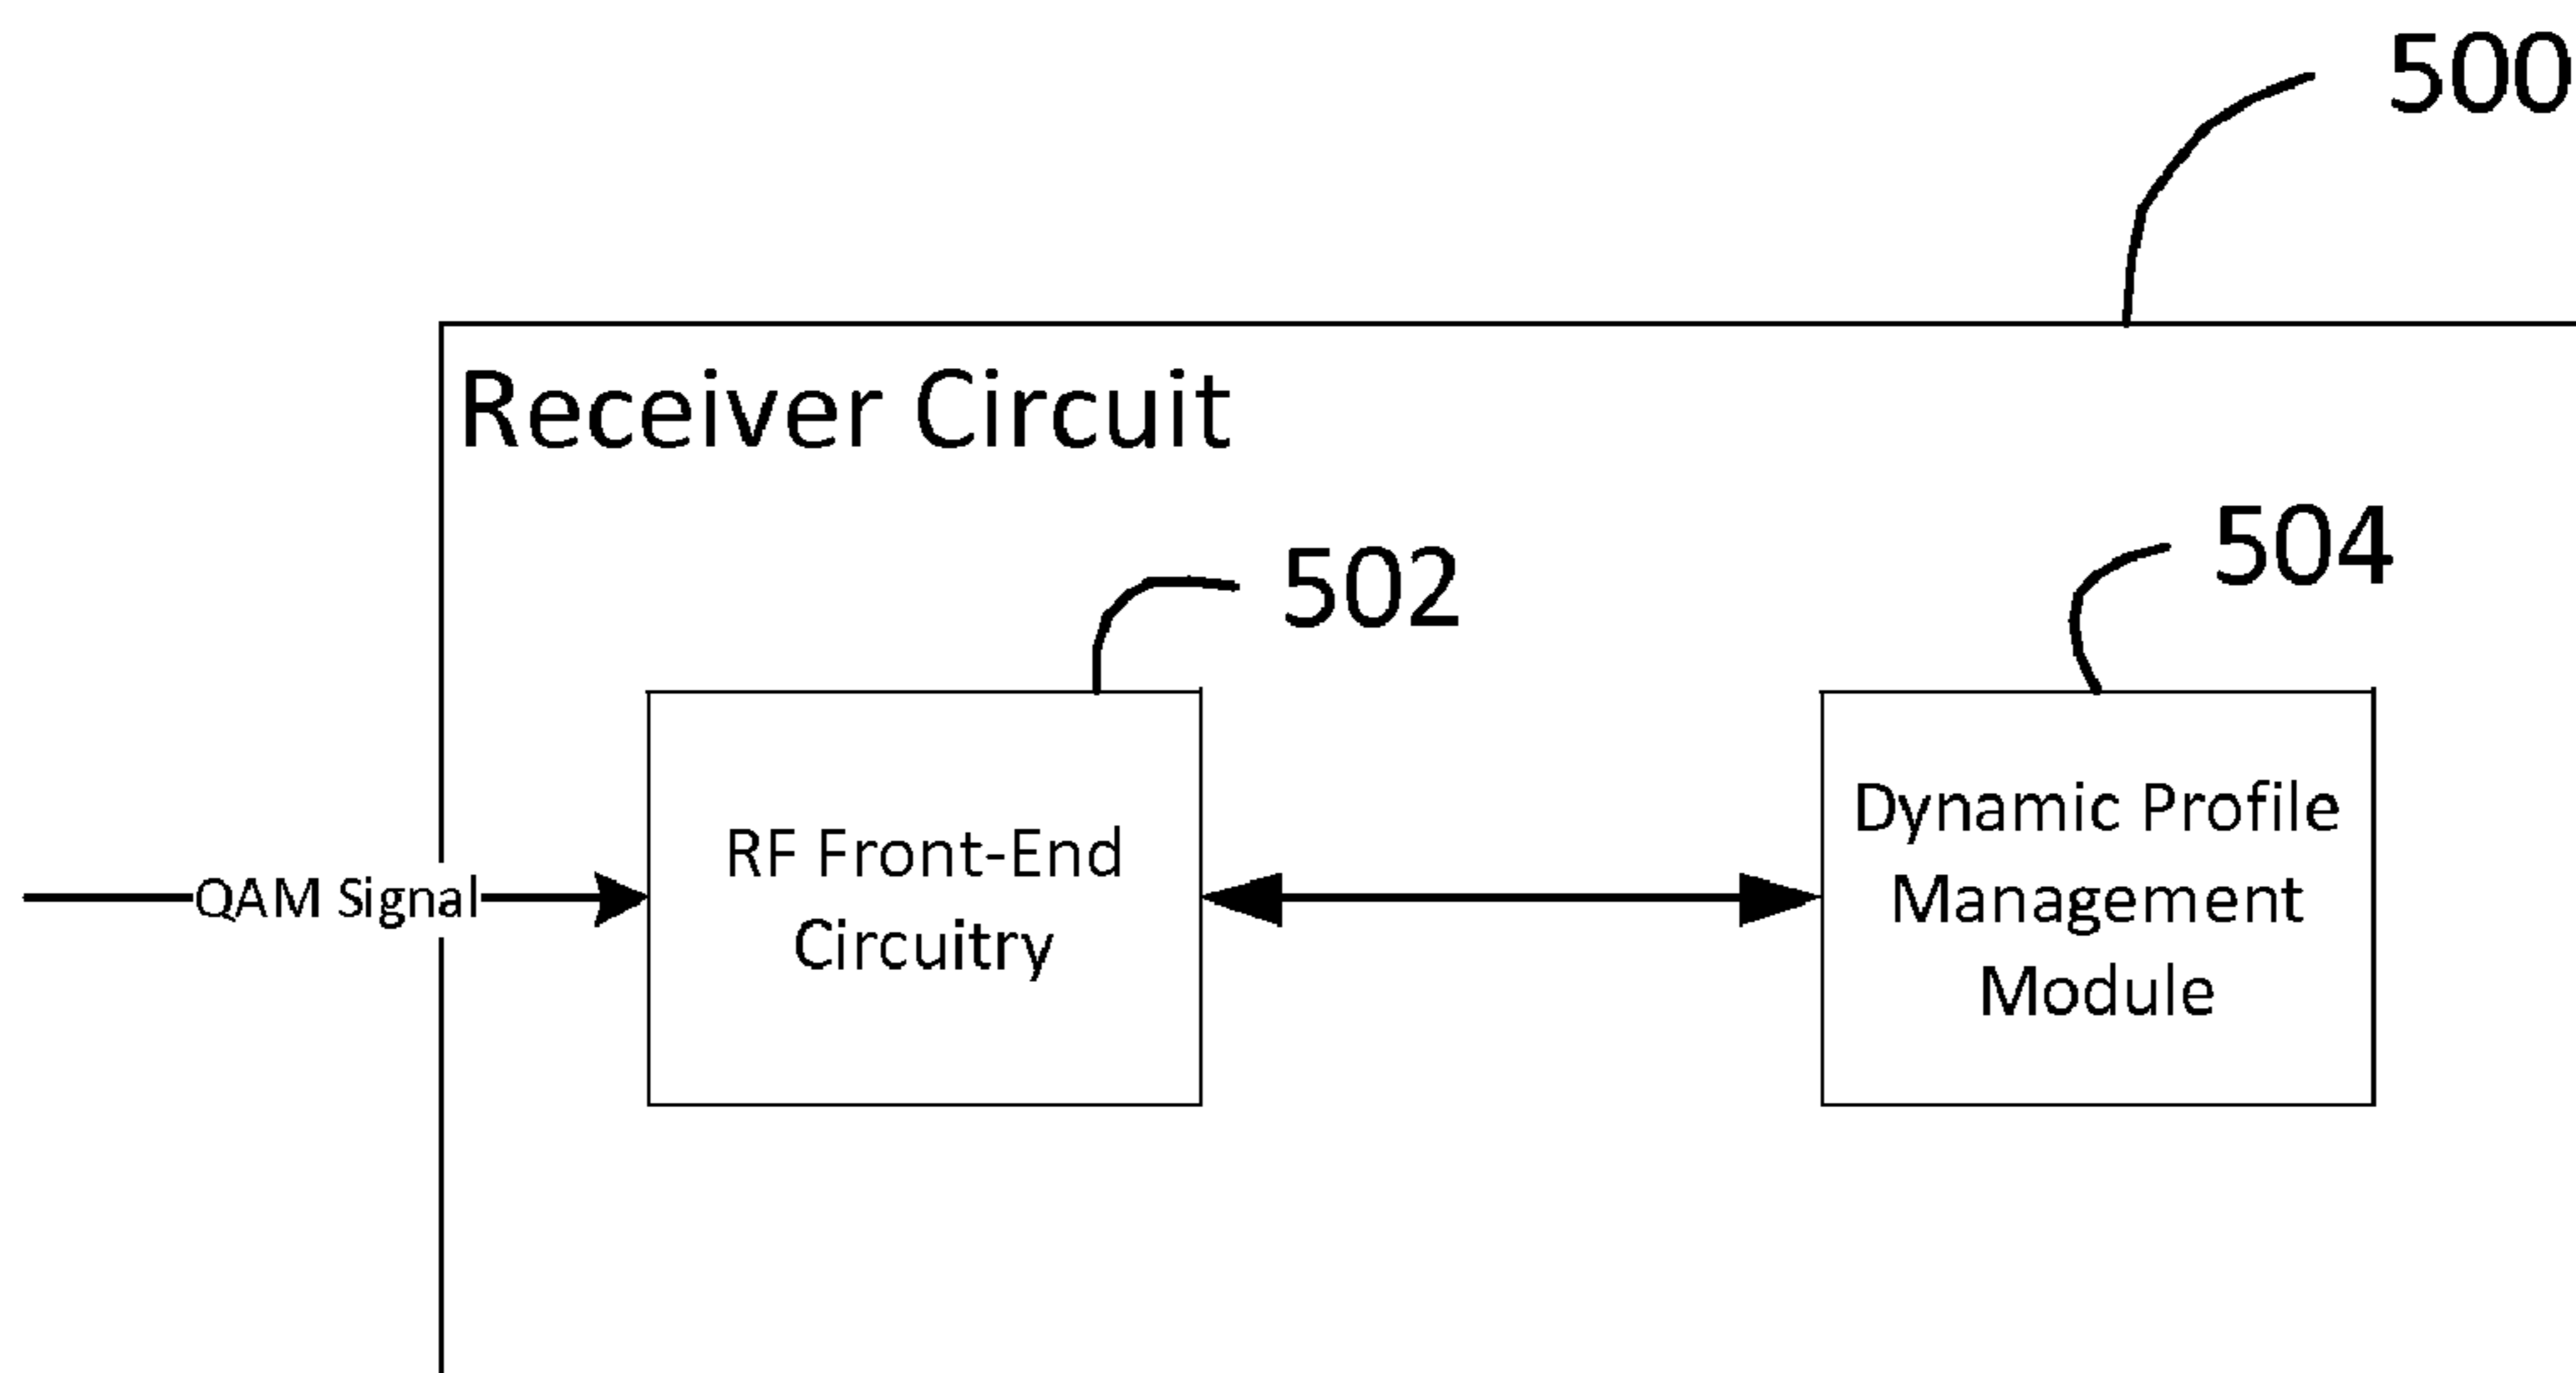 500
Receiver Circuit
502
504
RF Front-End
Circuitry
Dynamic Profile
Management
Module
QAM Signal